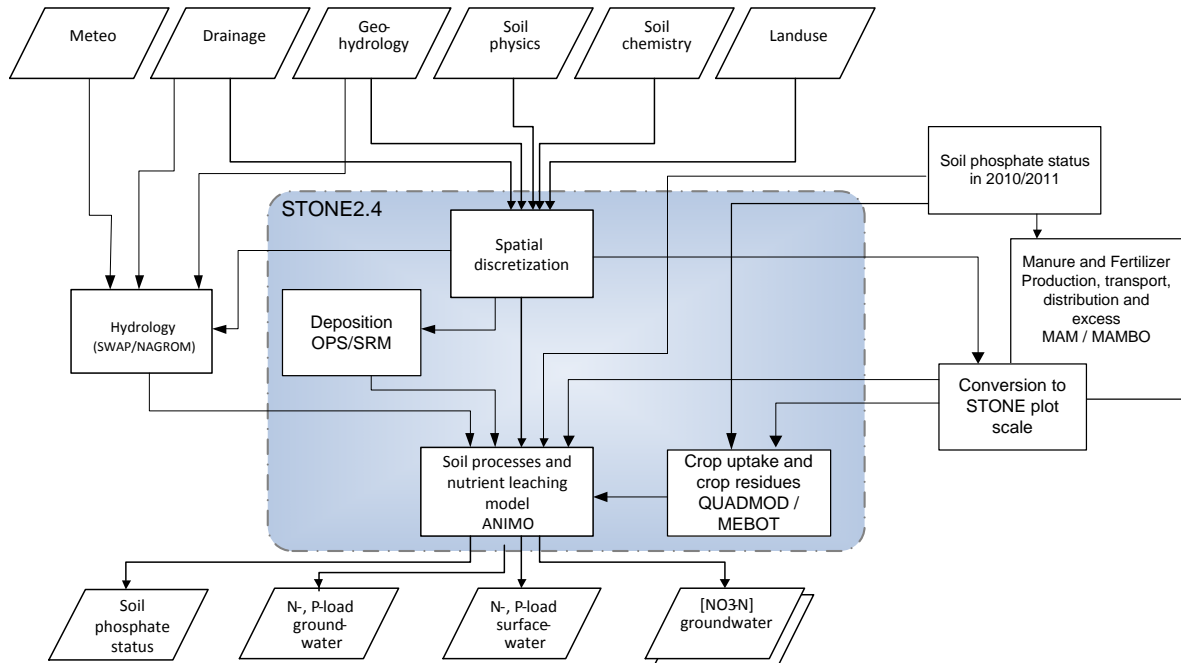 Meteo
Drainage
Geo-
hydrology
Soil
physics
Soil
chemistry
Landuse
Soil phosphate status
in 2010/2011
STONE2.4
Spatial
discretization
Manure and Fertilizer
Production, transport,
distribution and
excess
MAM / MAMBO
Deposition
OPS/SRM
Hydrology
(SWAP/NAGROM)
Conversion to
STONE plot
scale
Soil processes and
nutrient leaching
model
ANIMO
Crop uptake and
crop residues
QUADMOD /
MEBOT
Soil
phosphate
status
N-, P-load
ground-
water
N-, P-load
surface-
water
[NO3-N]
groundwater